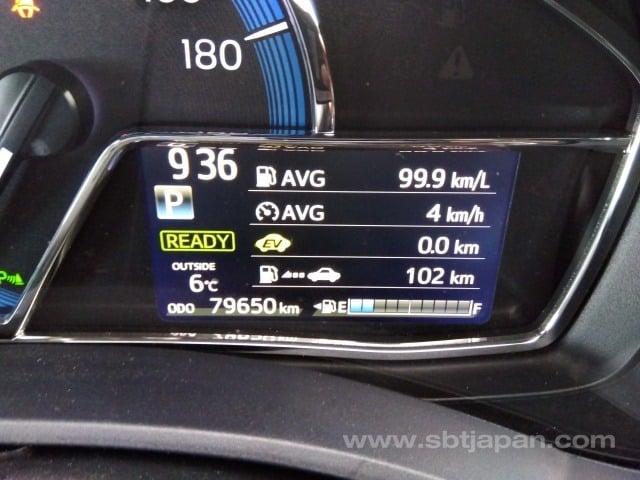 180
9 36
AVG 99.9 km/L
P
AVG 4 km/h
READY EV 0.0 km
OUTSIDE
6°C
102 km
ODO 79650 km E F
www.sbtjapan.com